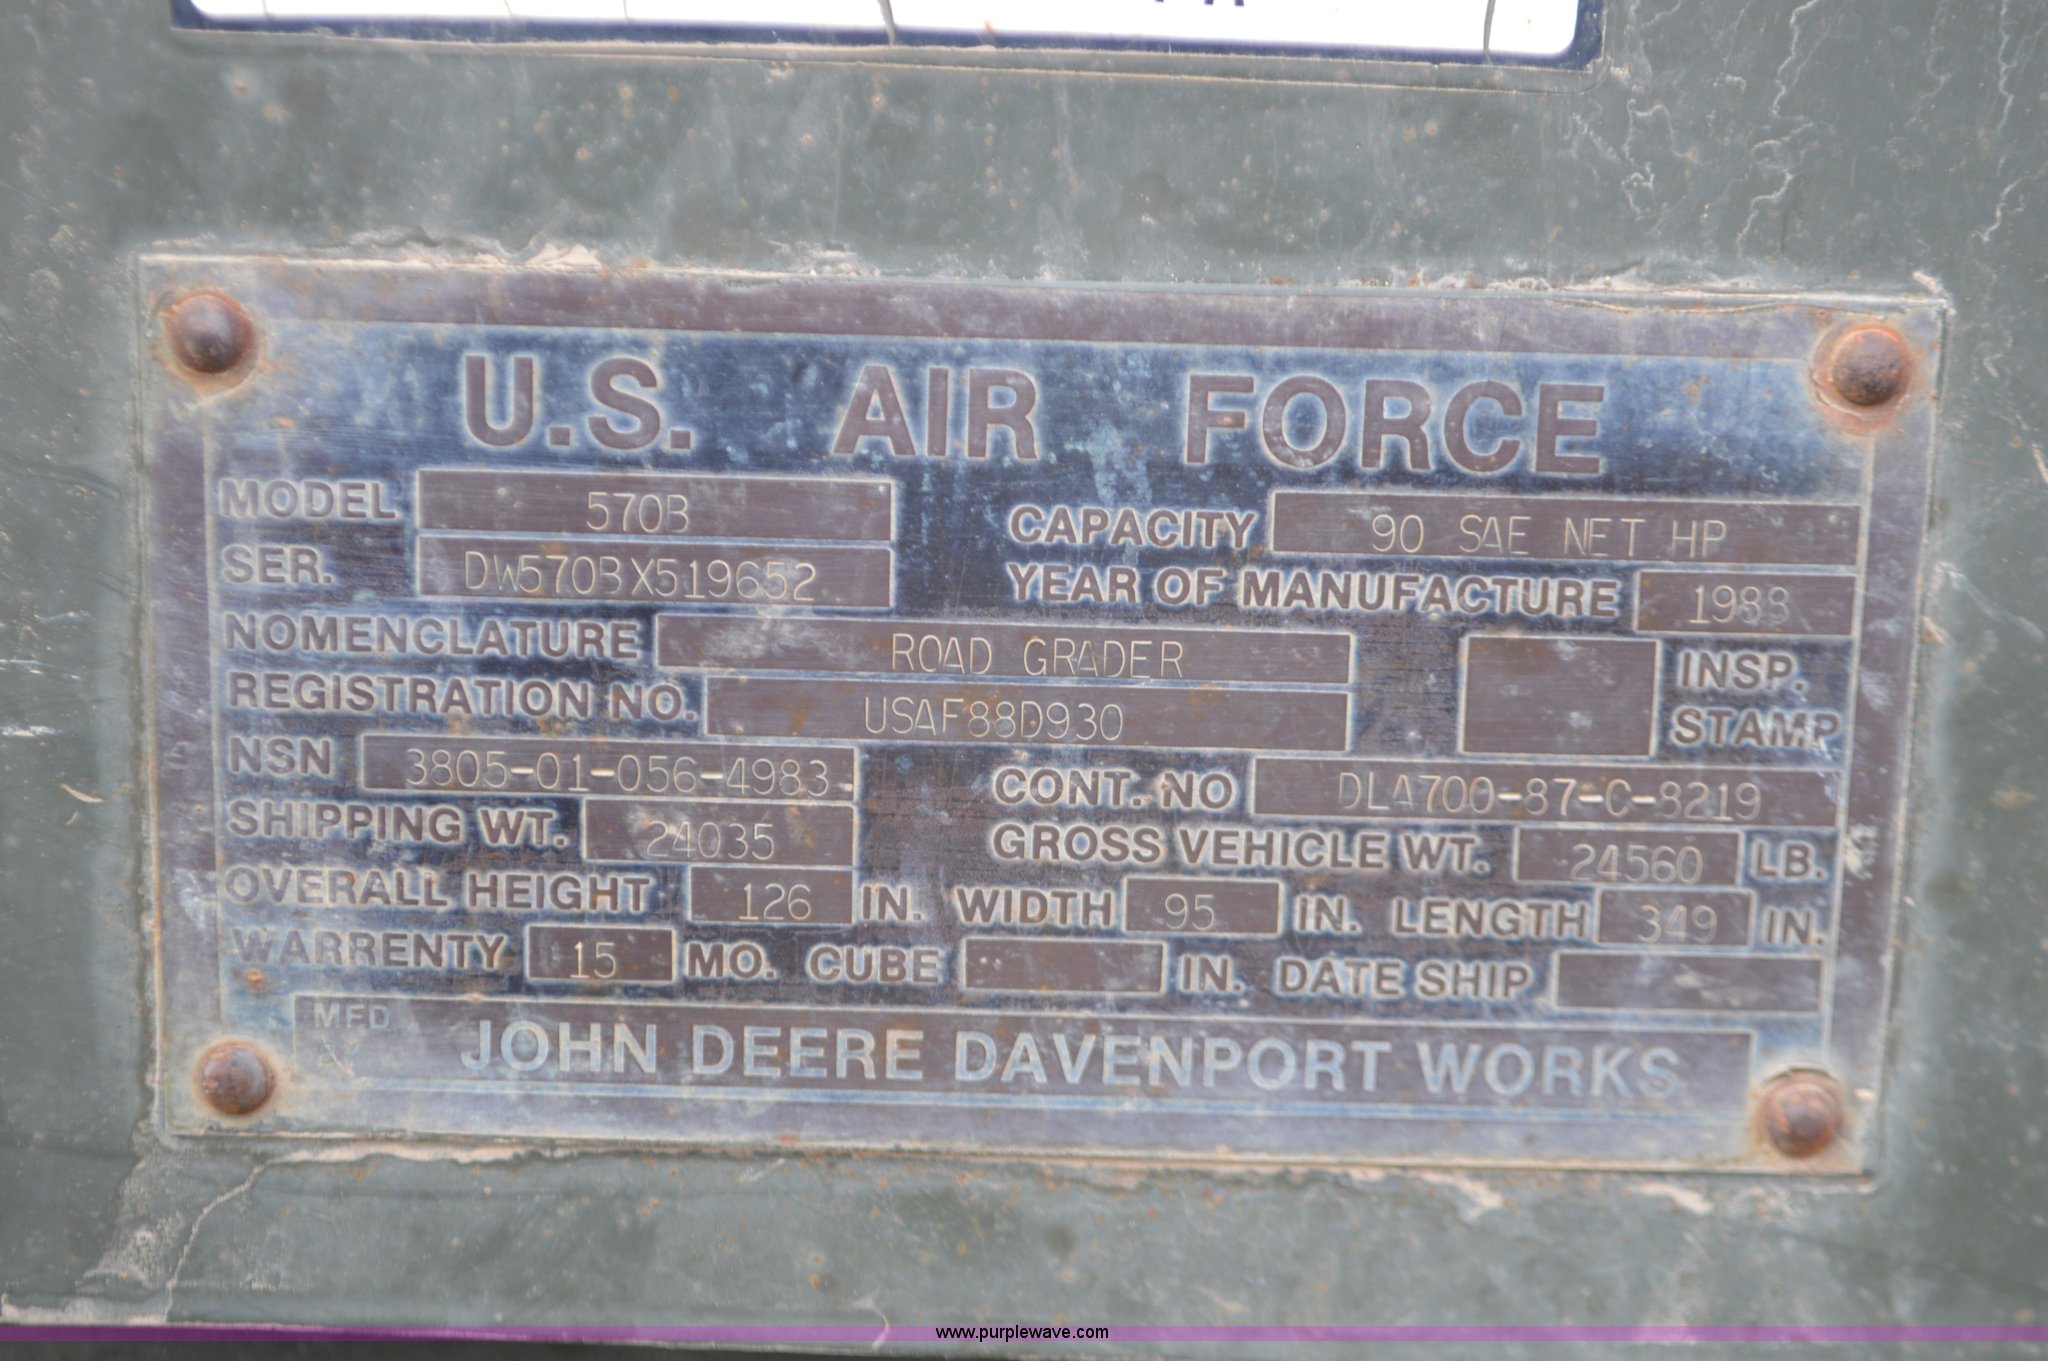 U.S. AIR FORCE
MODEL 570B CAPACITY 90 SAE NET HP
SER. DW570BX519652 YEAR OF MANUFACTURE 1988
NOMENCLATURE ROAD GRADER INSP.
REGISTRATION NO. USAF88D930 STAMP
NSN 3805-01-056-4983 CONT. NO DLA700-87-C-8219
SHIPPING WT. 24035 GROSS VEHICLE WT. 24560 LB.
OVERALL HEIGHT 126 IN. WIDTH 95 IN. LENGTH 349 IN.
WARRENTY 15 MO. CUBE IN. DATE SHIP
MFD
BY JOHN DEERE DAVENPORT WORKS
www.purplewave.com